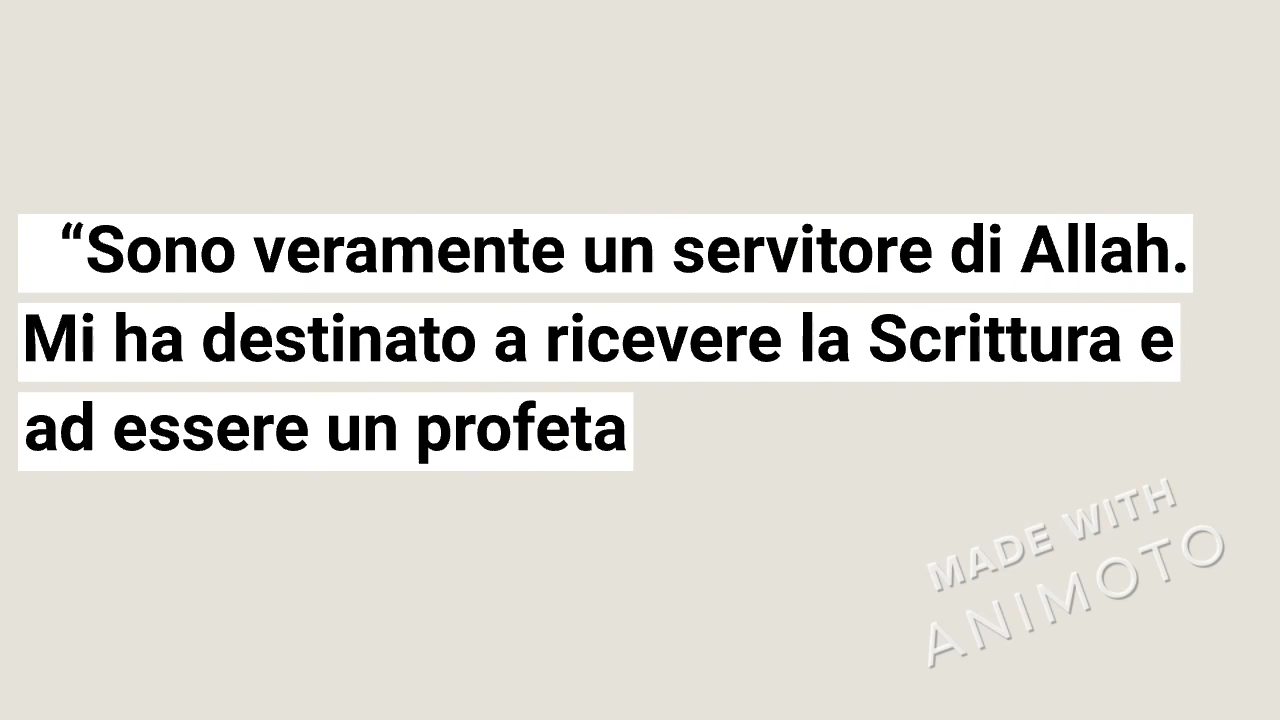 “Sono veramente un servitore di Allah.
Mi ha destinato a ricevere la Scrittura e
ad essere un profeta
MADE WITH
ANIMOTO